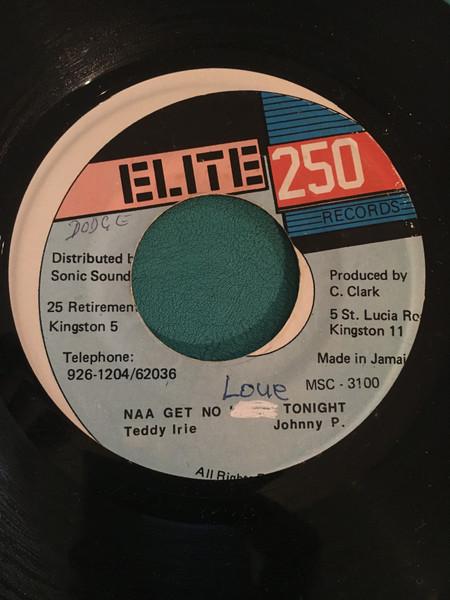 ELITE 250
RECORDS
DODGE
Distributed
Sonic Sound
25 Retiremen
Kingston 5
Telephone:
926-1204/62036
Produced by
C. Clark
5 St. Lucia Ro
Kingston 11
Made in Jamai
MSC - 3100
Love
NAA GET NO ' TONIGHT
Teddy Irie Johnny P.
All Righ